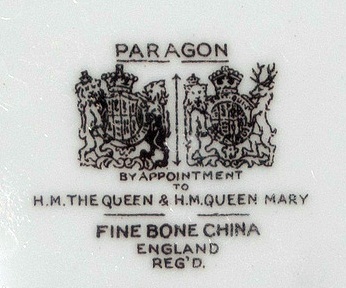 PARAGON
BY APPOINTMENT
TO
H.M. THE QUEEN & H.M. QUEEN MARY
FINE BONE CHINA
ENGLAND
REG'D.